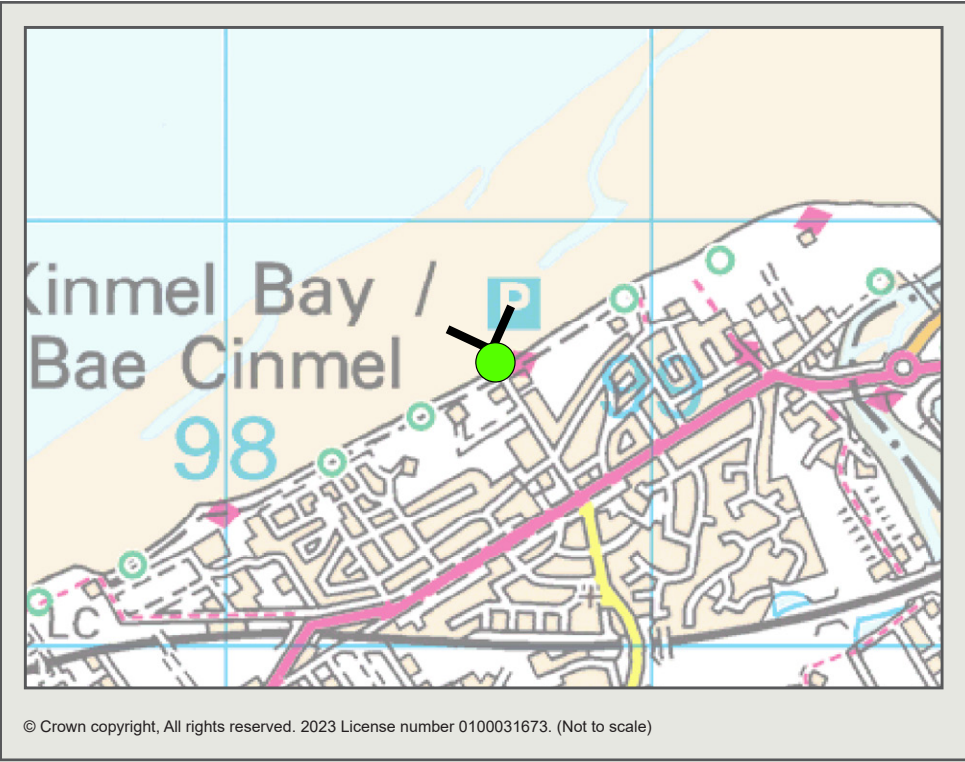 Kinmel Bay /
P
Bae Cinmel
99
98
LC
© Crown copyright, All rights reserved. 2023 License number 0100031673. (Not to scale)